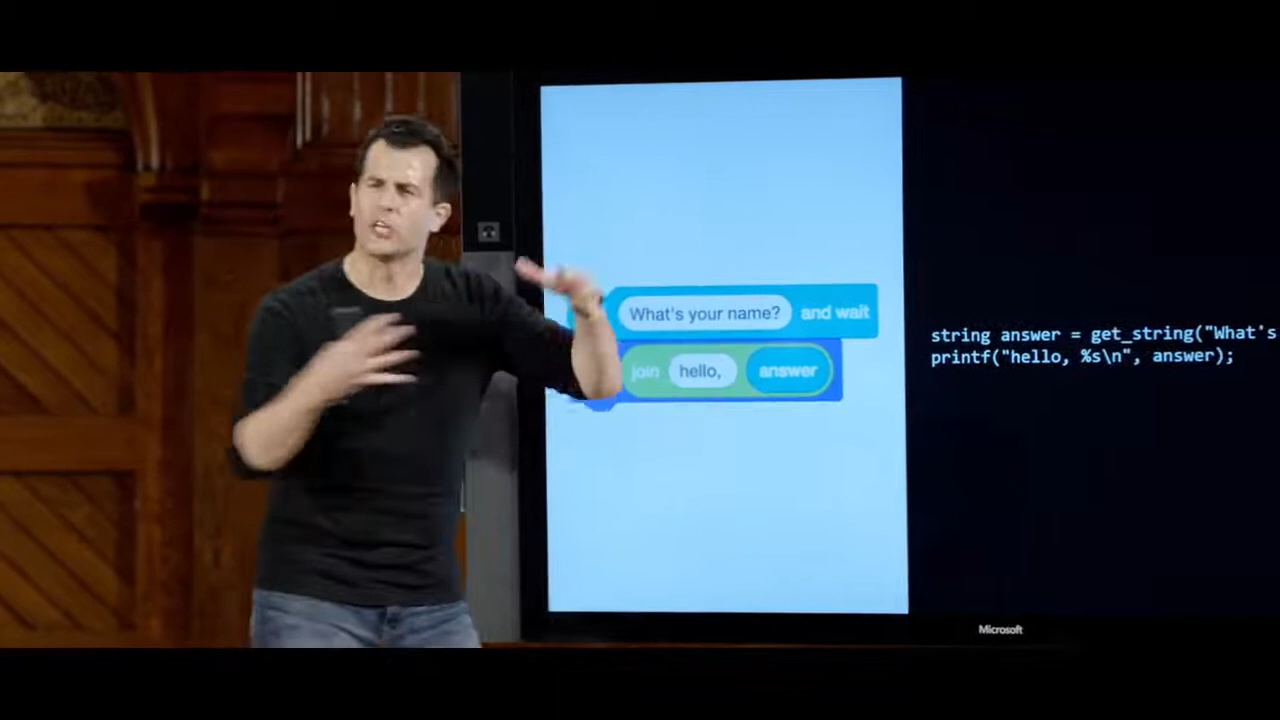 What's your name? and wait
join hello, answer
string answer = get_string("What's
printf("hello, %s\n", answer);
Microsoft